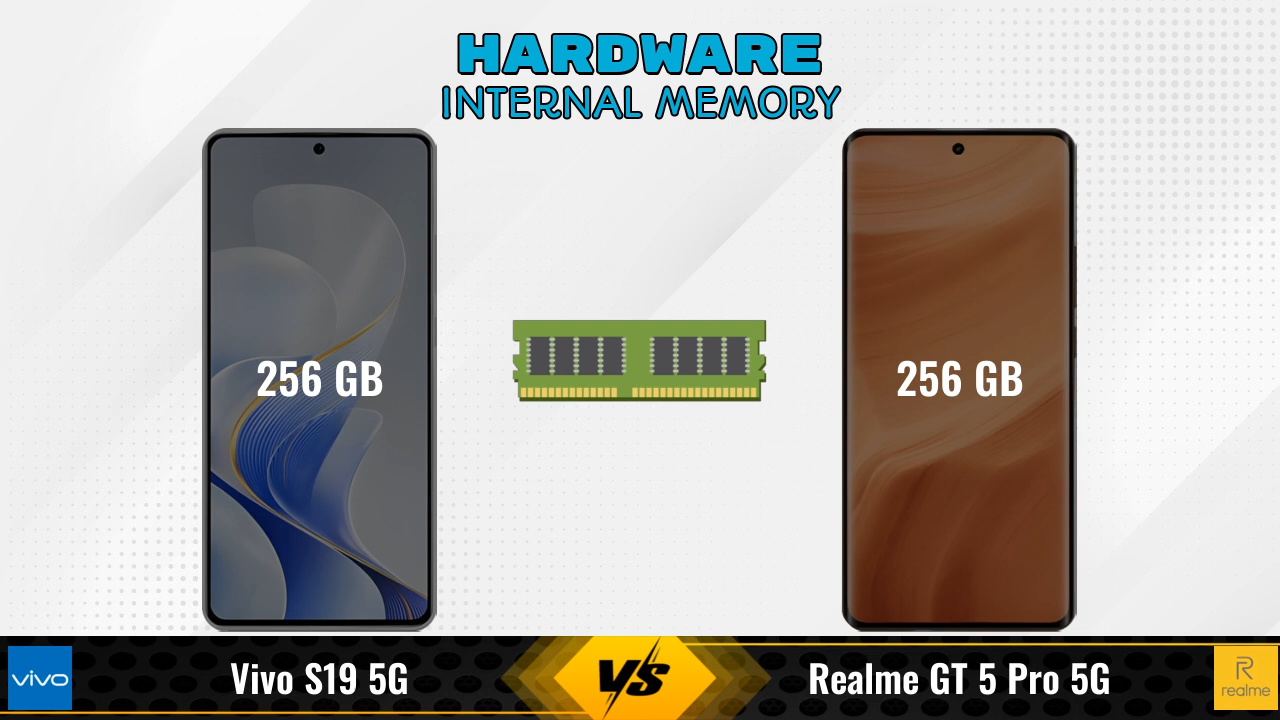 HARDWARE
INTERNAL MEMORY
256 GB
256 GB
vivo
Vivo S19 5G
VS
Realme GT 5 Pro 5G
R
realme